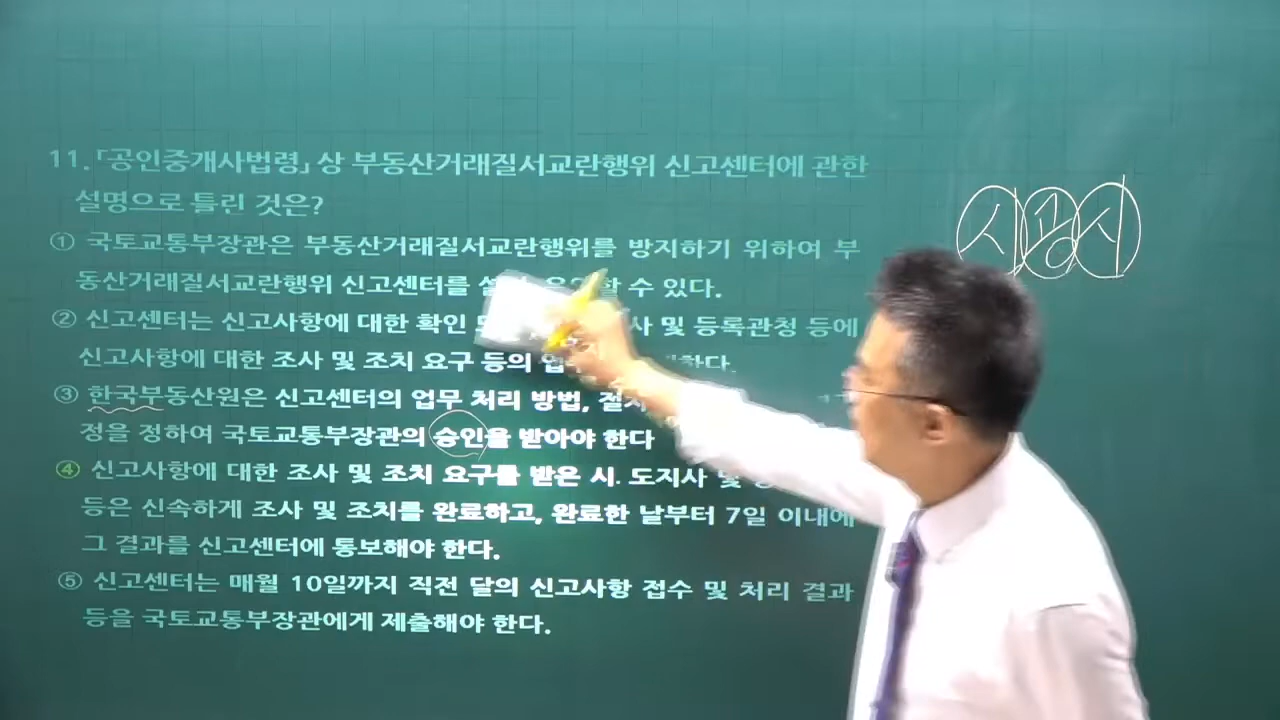 11. 「공인중개사법령」 상 부동산거래질서교란행위 신고센터에 관한
설명으로 틀린 것은?
① 국토교통부장관은 부동산거래질서교란행위를 방지하기 위하여 부
동산거래질서교란행위 신고센터를 할 수 있다.
② 신고센터는 신고사항에 대한 확인 및 등록관청 등에
신고사항에 대한 조사 및 조치 요구 등의
③ 한국부동산원은 신고센터의 업무 처리 방법,
정을 정하여 국토교통부장관의 승인을 받아야 한다
④ 신고사항에 대한 조사 및 조치 요구를 받은 시. 도지사 및
등은 신속하게 조사 및 조치를 완료하고, 완료한 날부터 7일 이내에
그 결과를 신고센터에 통보해야 한다.
⑤ 신고센터는 매월 10일까지 직전 달의 신고사항 접수 및 처리 결과
등을 국토교통부장관에게 제출해야 한다.